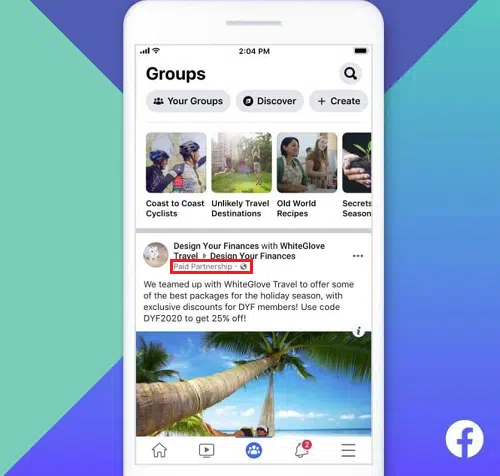 2:04 PM
Groups
Your Groups
Discover
+ Create
Coast to Coast
Cyclists
Unlikely Travel
Destinations
Old World
Recipes
Secrets
Season
Design Your Finances with WhiteGlove
Travel ▸ Design Your Finances
Paid Partnership ·
We teamed up with WhiteGlove Travel to offer some
of the best packages for the holiday season, with
exclusive discounts for DYF members! Use code
DYF2020 to get 25% off!
i
2
f